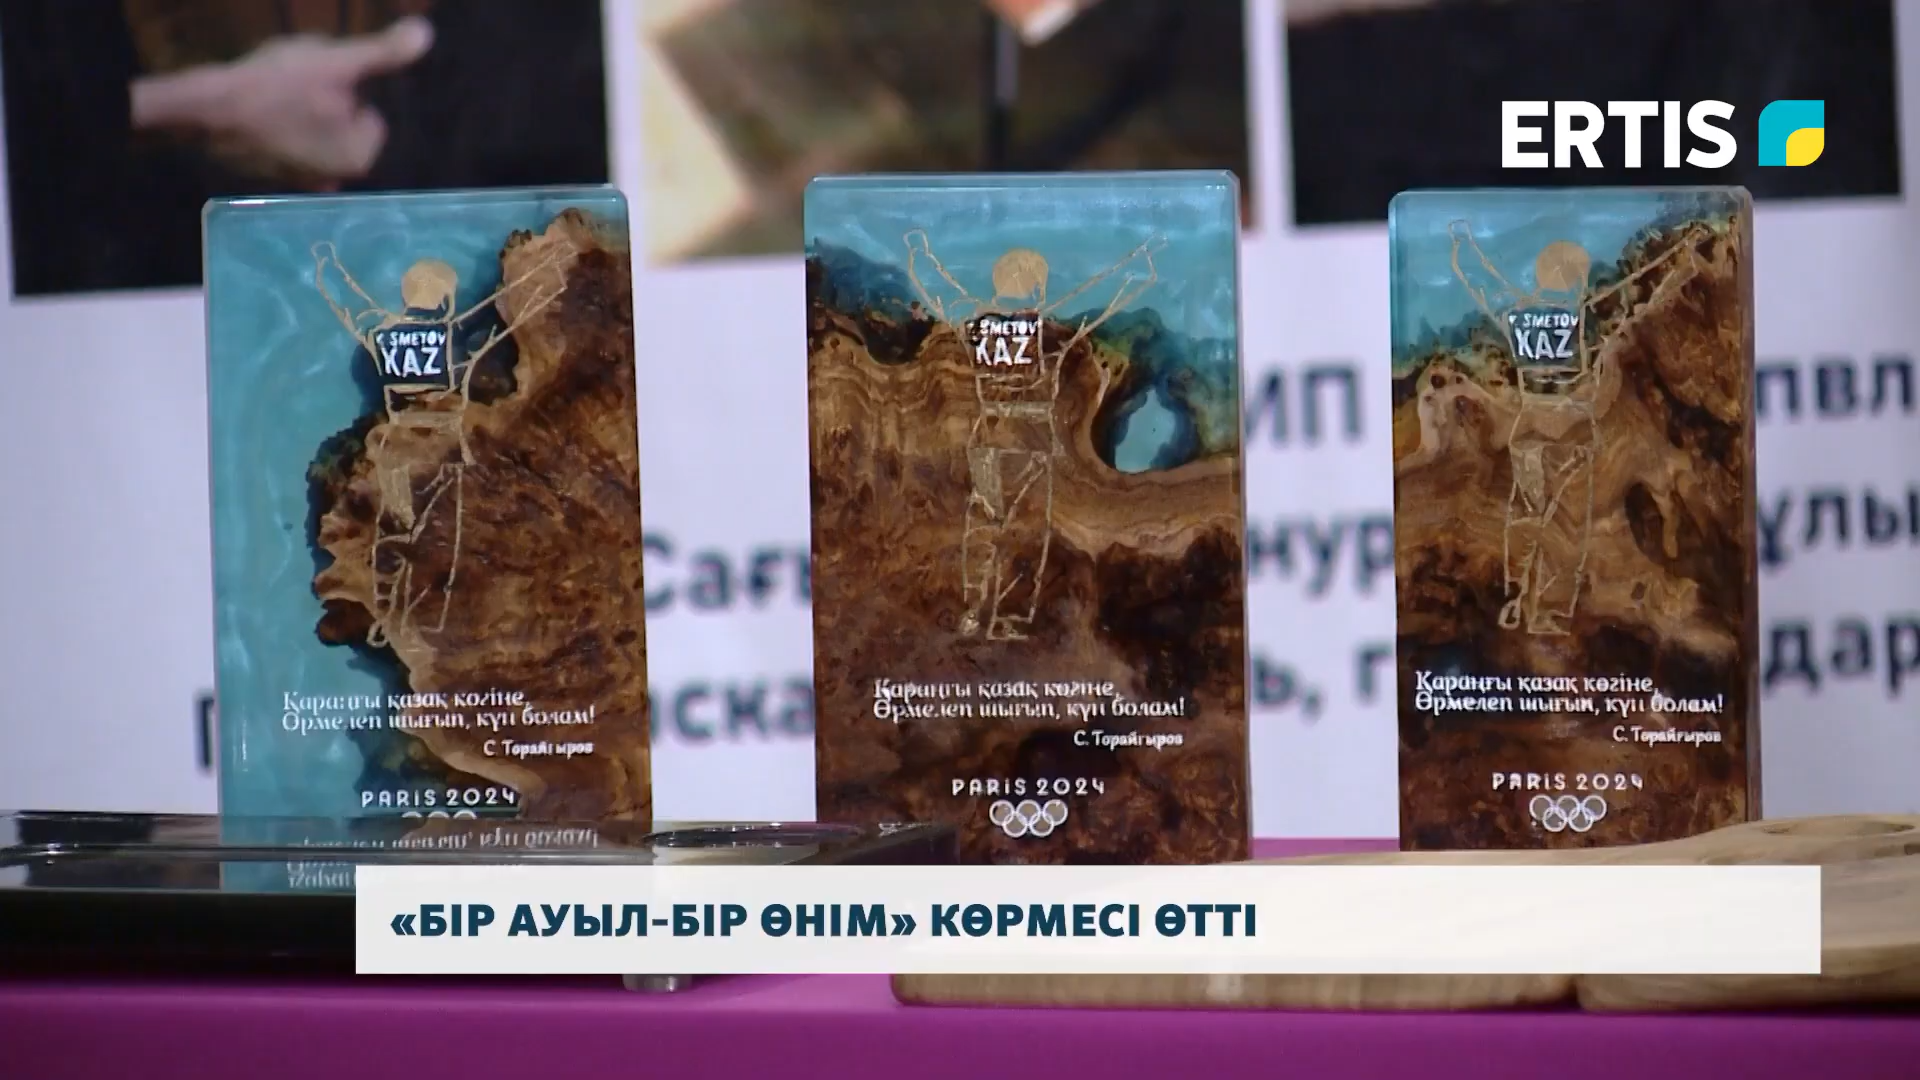 ERTIS
SMETOV
KAZ
Қараңғы қазақ көгіне,
Өрмелеп шығып, күн болам!
С. Торайғыров
PARIS 2024
SMETOV
KAZ
Қараңғы қазақ көгіне,
Өрмелеп шығып, күн болам!
С. Торайғыров
PARIS 2024
SMETOV
KAZ
Қараңғы қазақ көгіне,
Өрмелеп шығып, күн болам!
С. Торайғыров
PARIS 2024
ИП
«БІР АУЫЛ-БІР ӨНІМ» КӨРМЕСІ ӨТТІ